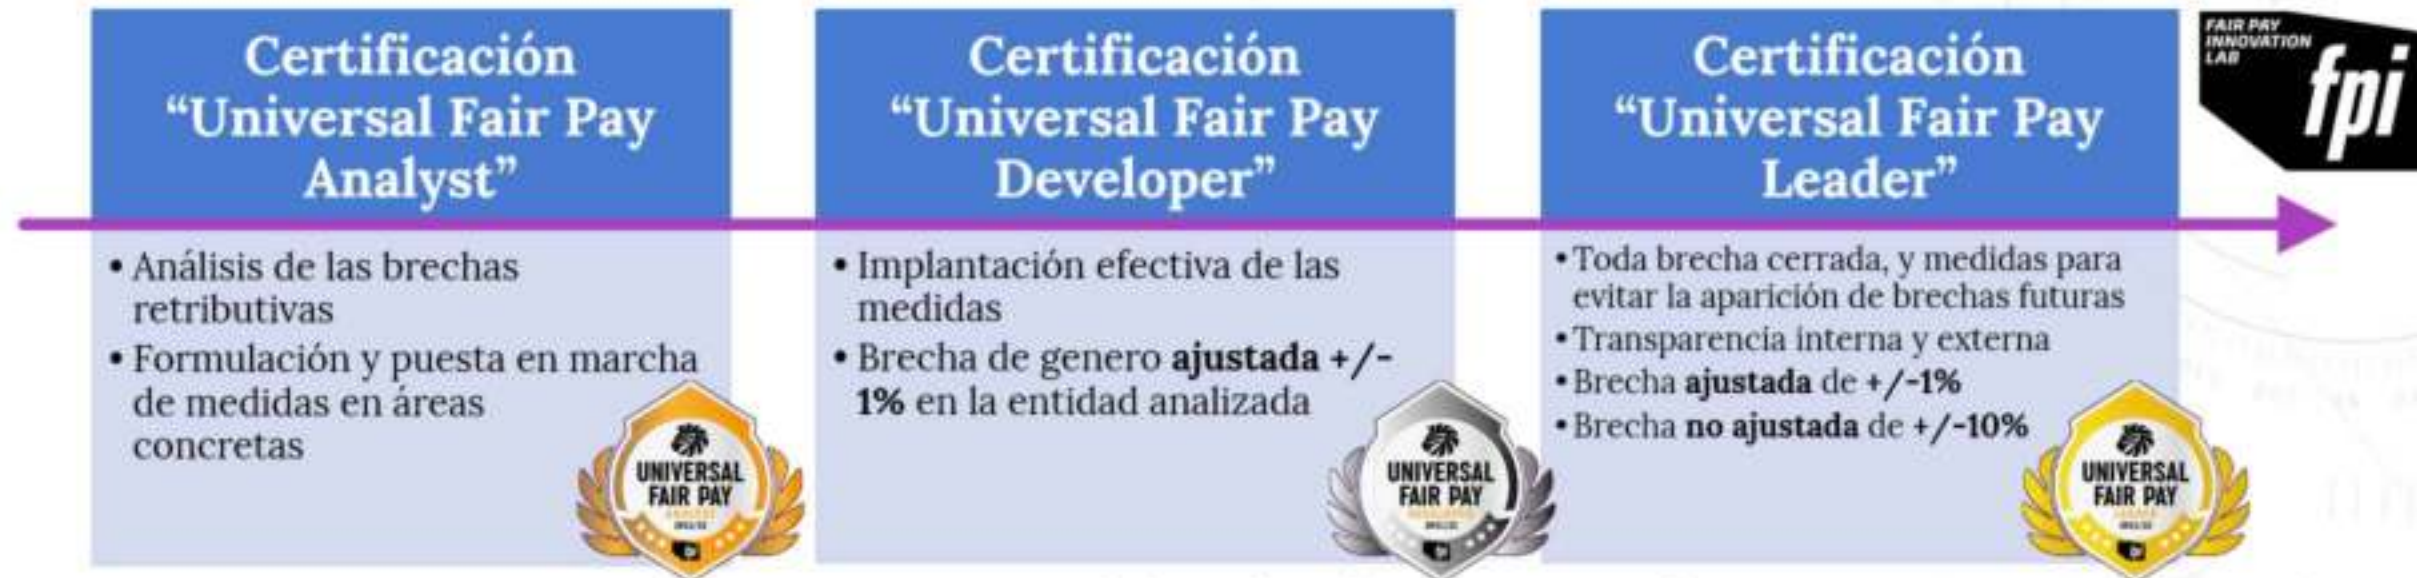 Certificación
“Universal Fair Pay
Analyst”
• Análisis de las brechas
retributivas
• Formulación y puesta en marcha
de medidas en áreas
concretas
UNIVERSAL
FAIR PAY
Certificación
“Universal Fair Pay
Developer”
• Implantación efectiva de las
medidas
• Brecha de genero ajustada +/-
1% en la entidad analizada
UNIVERSAL
FAIR PAY
Certificación
“Universal Fair Pay
Leader”
• Toda brecha cerrada, y medidas para
evitar la aparición de brechas futuras
• Transparencia interna y externa
• Brecha ajustada de +/-1%
• Brecha no ajustada de +/-10%
UNIVERSAL
FAIR PAY
FAIR PAY
INNOVATION
LAB
fpi